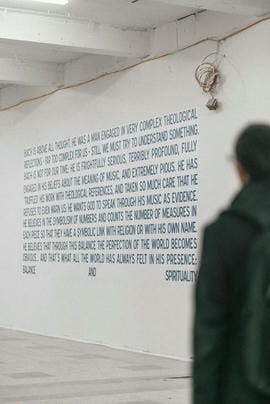 BACH IS ABOVE ALL THOUGHT. HE WAS A MAN ENGAGED IN VERY COMPLEX THEOLOGICAL
REFLECTIONS - FAR TOO COMPLEX FOR US - STILL WE MUST TRY TO UNDERSTAND SOMETHING.
BACH IS NOT FOR OUR TIME: HE IS FRIGHTFULLY SERIOUS, TERRIBLY PROFOUND, FULLY
ENGAGED IN HIS BELIEFS ABOUT THE MEANING OF MUSIC, AND EXTREMELY PIOUS. HE HAS
TRUFFLED HIS WORK WITH THEOLOGICAL REFERENCES, AND TAKEN SO MUCH CARE THAT HE
REFUSES TO EVEN WARN US: HE WANTS GOD TO SPEAK THROUGH HIS MUSIC AS EVIDENCE.
HE BELIEVES IN THE SYMBOLISM OF NUMBERS AND COUNTS THE NUMBER OF MEASURES IN
EACH PIECE SO THAT THEY HAVE A SYMBOLIC LINK WITH RELIGION OR WITH HIS OWN NAME.
HE BELIEVES THAT THROUGH THIS BALANCE THE PERFECTION OF THE WORLD BECOMES
OBVIOUS... AND THAT'S WHAT ALL THE WORLD HAS ALWAYS FELT IN HIS PRESENCE:
BALANCE AND SPIRITUALITY